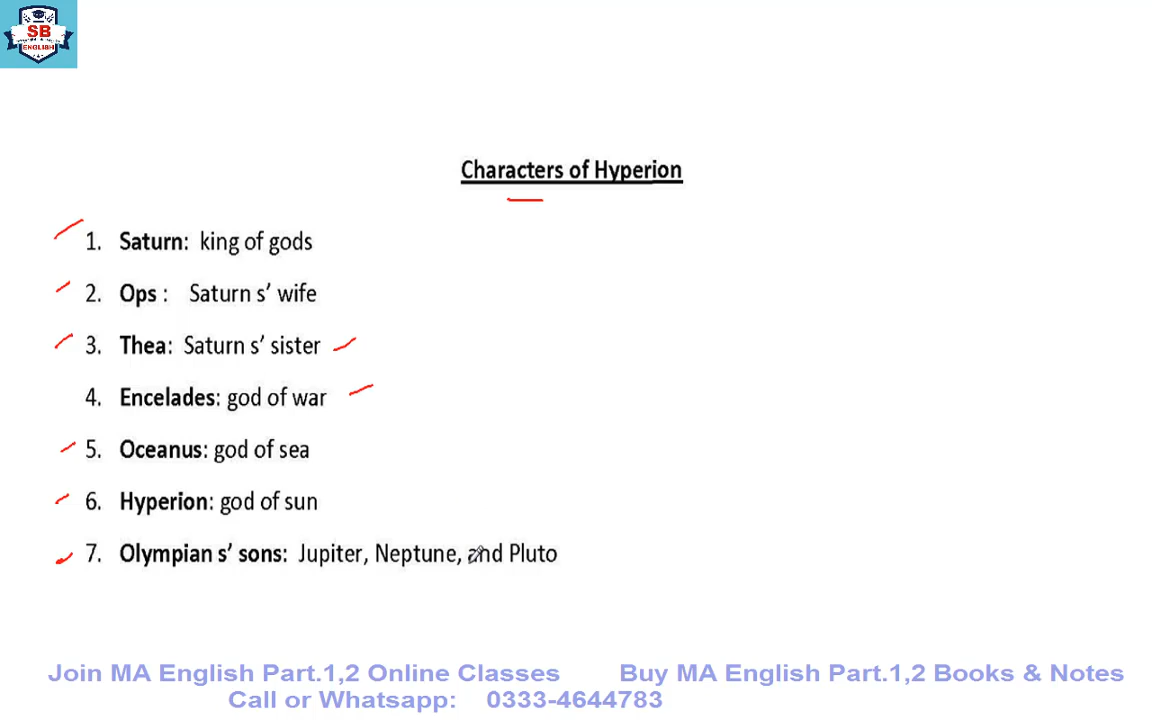 SB
ENGLISH
Characters of Hyperion
1. Saturn: king of gods
2. Ops : Saturn s’ wife
3. Thea: Saturn s’ sister
4. Encelades: god of war
5. Oceanus: god of sea
6. Hyperion: god of sun
7. Olympian s’ sons: Jupiter, Neptune, and Pluto
Join MA English Part.1,2 Online Classes Buy MA English Part.1,2 Books & Notes
Call or Whatsapp: 0333-4644783